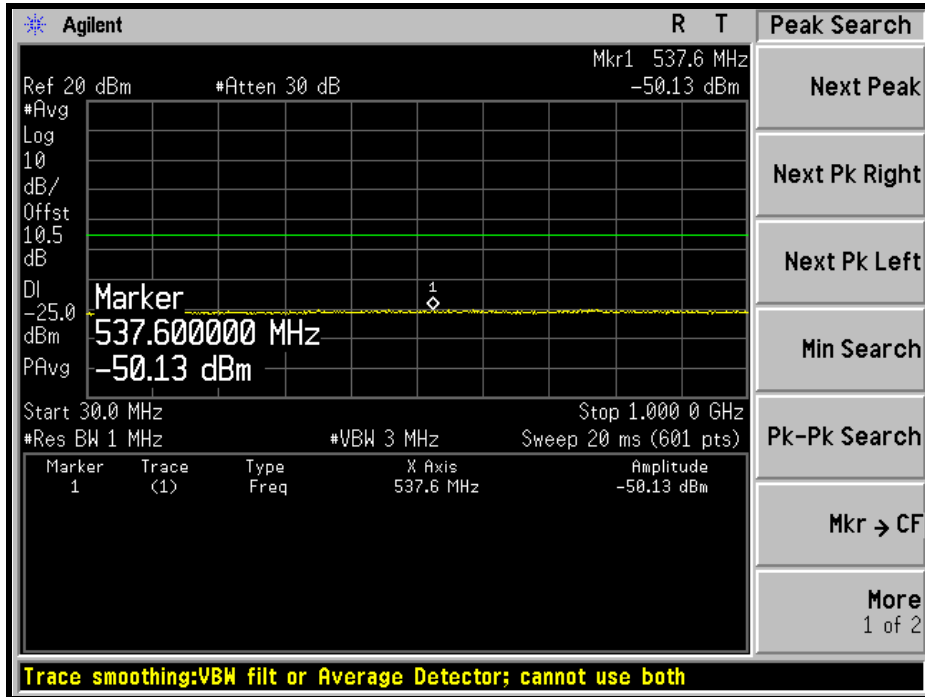 Agilent R T
Peak Search
Mkr1 537.6 MHz
Ref 20 dBm #Atten 30 dB -50.13 dBm
#Avg
Log
10
dB/
Offst
10.5
dB
DI
-25.0
dBm
PAvg
1
Marker
537.600000 MHz
-50.13 dBm
Start 30.0 MHz Stop 1.000 0 GHz
#Res BW 1 MHz #VBW 3 MHz Sweep 20 ms (601 pts)
Marker Trace Type X Axis Amplitude
1 (1) Freq 537.6 MHz -50.13 dBm
Trace smoothing:VBW filt or Average Detector; cannot use both
Next Peak
Next Pk Right
Next Pk Left
Min Search
Pk-Pk Search
Mkr → CF
More
1 of 2